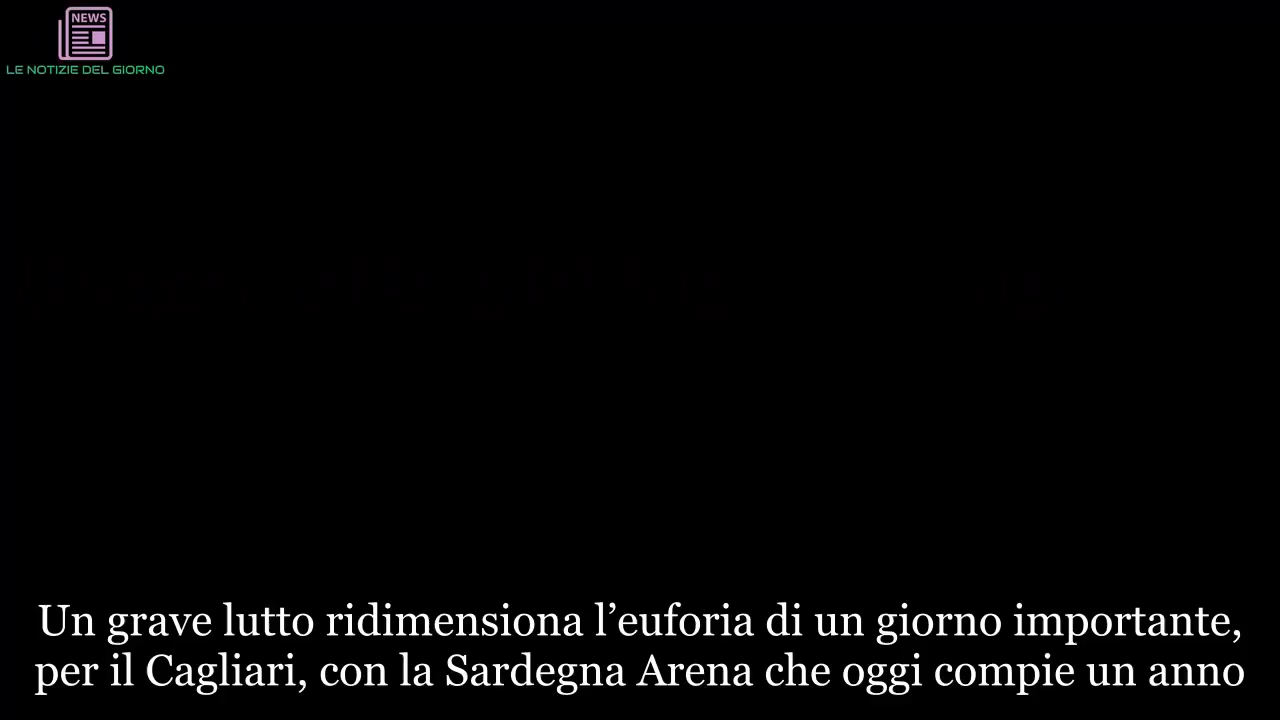 NEWS
LE NOTIZIE DEL GIORNO
Un grave lutto ridimensiona l’euforia di un giorno importante,
per il Cagliari, con la Sardegna Arena che oggi compie un anno